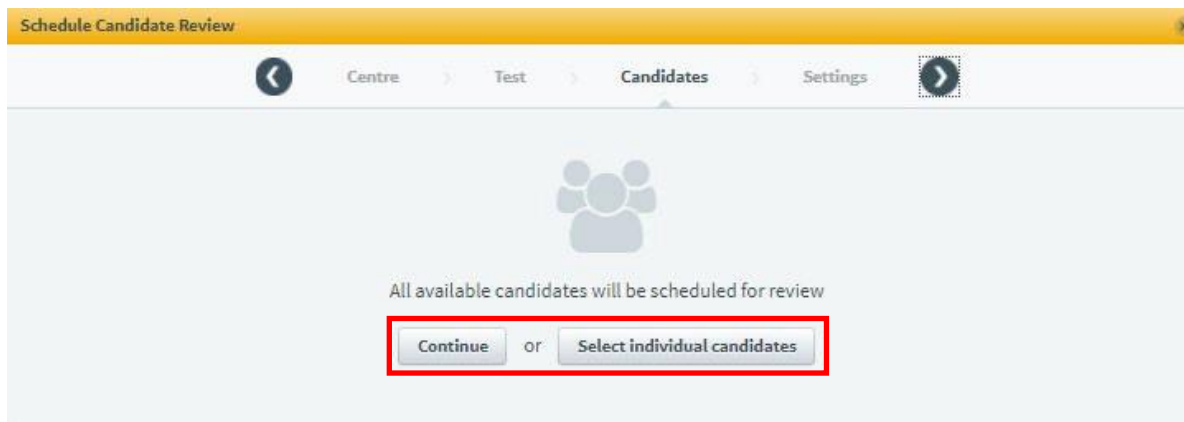 Schedule Candidate Review
Centre Test Candidates Settings
All available candidates will be scheduled for review
Continue or Select individual candidates